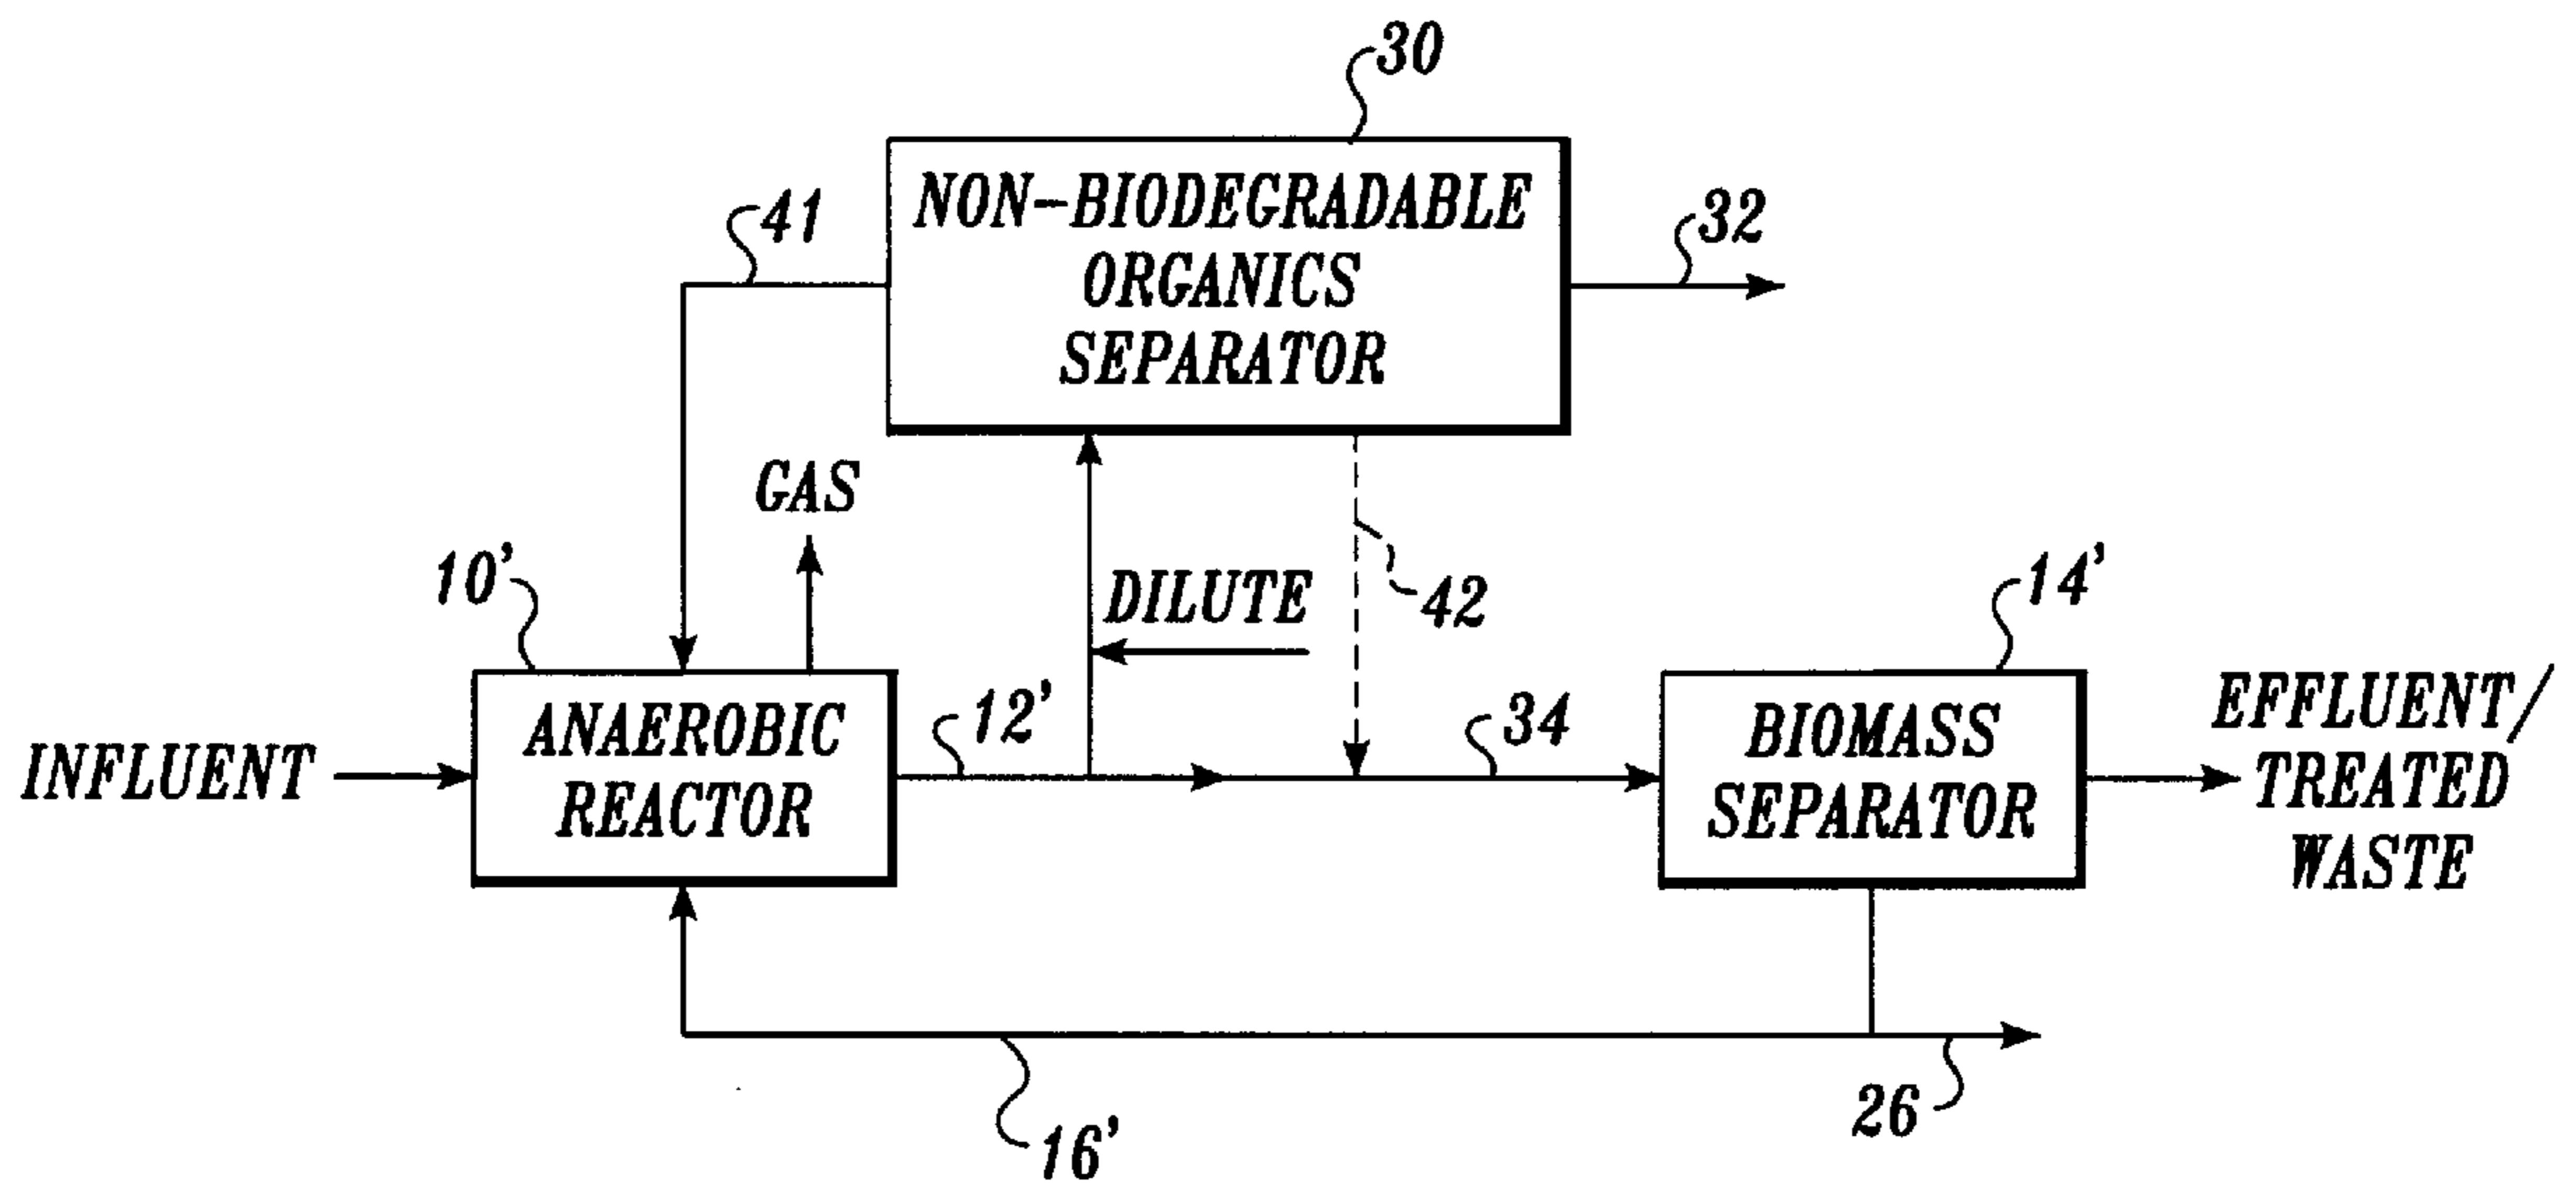 30
NON-BIODEGRADABLE
ORGANICS
SEPARATOR
41
32
GAS
10'
DILUTE
42
14'
INFLUENT
ANAEROBIC
REACTOR
12'
34
BIOMASS
SEPARATOR
EFFLUENT/
TREATED
WASTE
16'
26